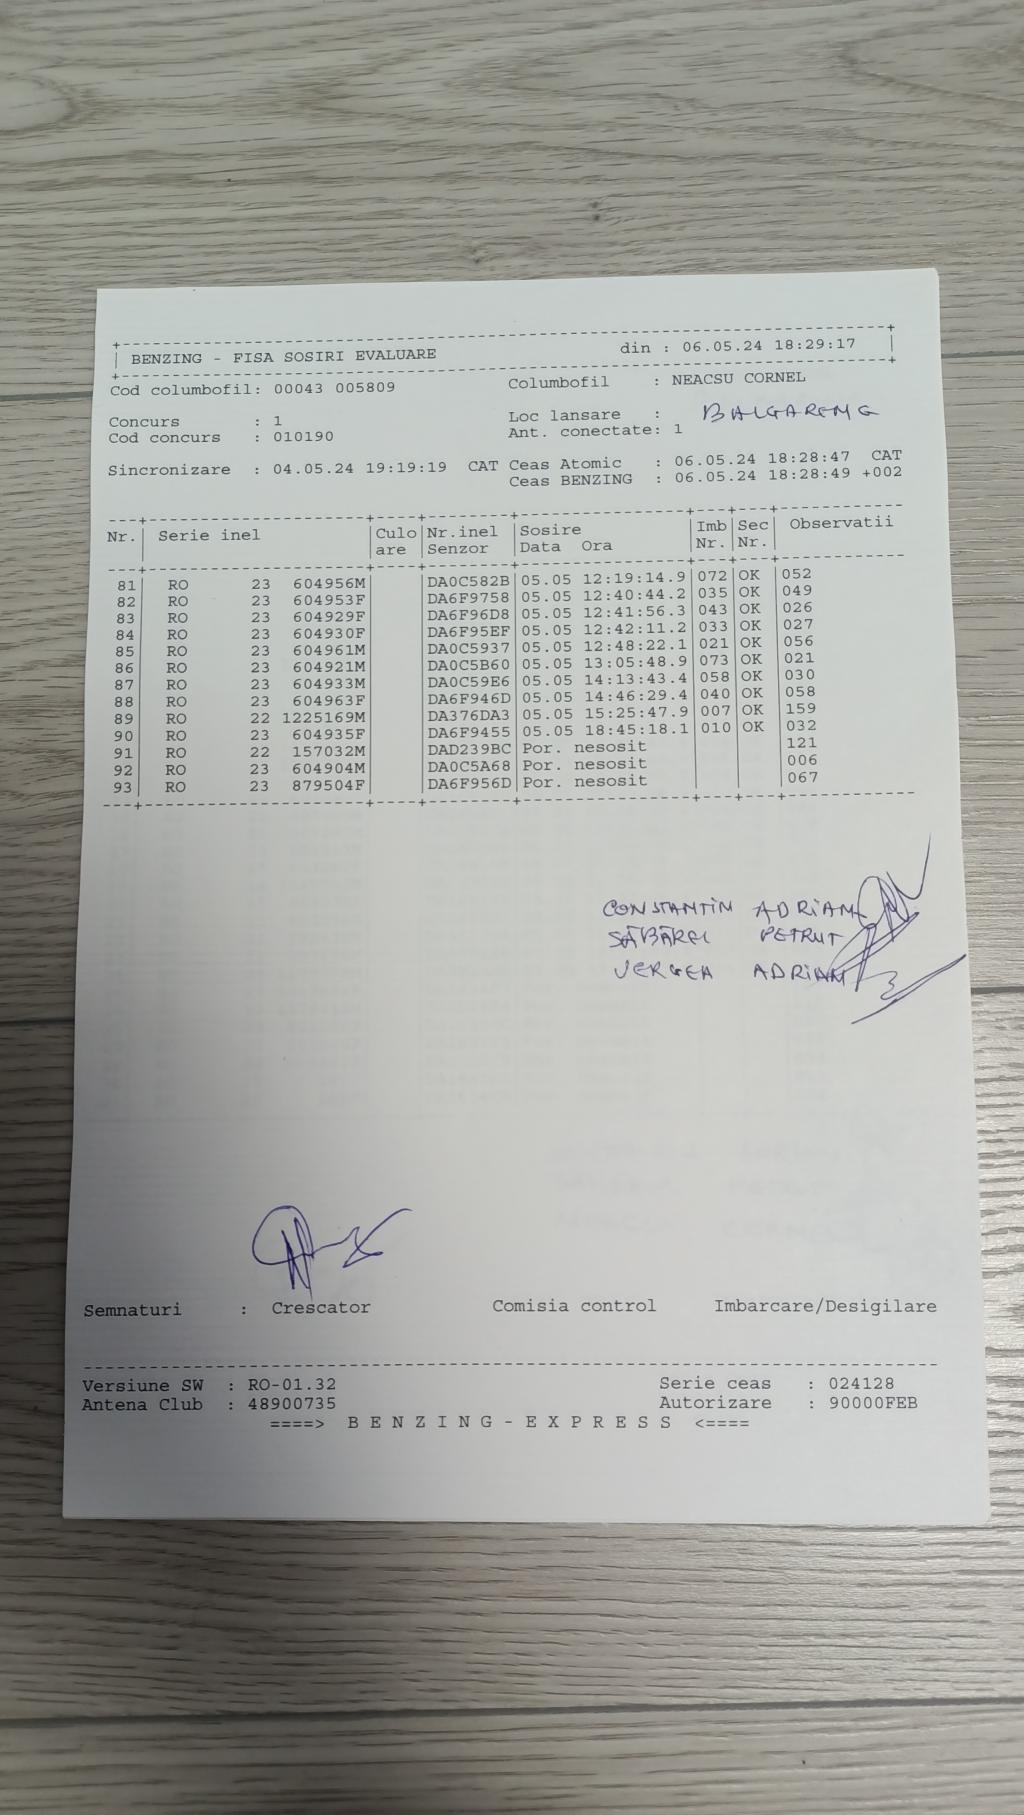 BENZING - FISA SOSIRI EVALUARE din : 06.05.24 18:29:17
Cod columbofil: 00043 005809 Columbofil : NEACSU CORNEL
Concurs : 1 Loc lansare :
Cod concurs : 010190 Ant. conectate: 1
Sincronizare : 04.05.24 19:19:19 CAT Ceas Atomic : 06.05.24 18:28:47 CAT
Ceas BENZING : 06.05.24 18:28:49 +002
Nr. Serie inel Culo Nr.inel Sosire Imb Sec Observatii
are Senzor Data Ora Nr. Nr.
81 RO 23 604956M DA0C582B 05.05 12:19:14.9 072 OK 052
82 RO 23 604953F DA6F9758 05.05 12:40:44.2 035 OK 049
83 RO 23 604929F DA6F96D8 05.05 12:41:56.3 043 OK 026
84 RO 23 604930F DA6F95EF 05.05 12:42:11.2 033 OK 027
85 RO 23 604961M DA0C5937 05.05 12:48:22.1 021 OK 056
86 RO 23 604921M DA0C5B60 05.05 13:05:48.9 073 OK 021
87 RO 23 604933M DA0C59E6 05.05 14:13:43.4 058 OK 030
88 RO 23 604963F DA6F946D 05.05 14:46:29.4 040 OK 058
89 RO 22 1225169M DA376DA3 05.05 15:25:47.9 007 OK 159
90 RO 23 604935F DA6F9455 05.05 18:45:18.1 010 OK 032
91 RO 22 157032M DAD239BC Por. nesosit 121
92 RO 23 604904M DA0C5A68 Por. nesosit 006
93 RO 23 879504F DA6F956D Por. nesosit 067
CONSTANTIN ADRIAN
PETRUT
VERGEA ADRIAN
Semnaturi : Crescator Comisia control Imbarcare/Desigilare
Versiune SW : RO-01.32 Serie ceas : 024128
Antena Club : 48900735 Autorizare : 90000FEB
====> B E N Z I N G - E X P R E S S <====